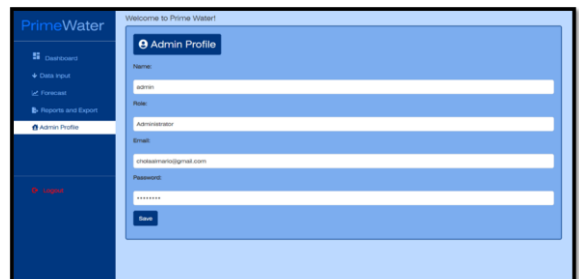 PrimeWater
Dashboard
Data Input
Forecast
Reports and Export
Admin Profile
Logout
Welcome to Prime Water!
Admin Profile
Name:
admin
Role:
Administrator
Email:
Password:
********
Save